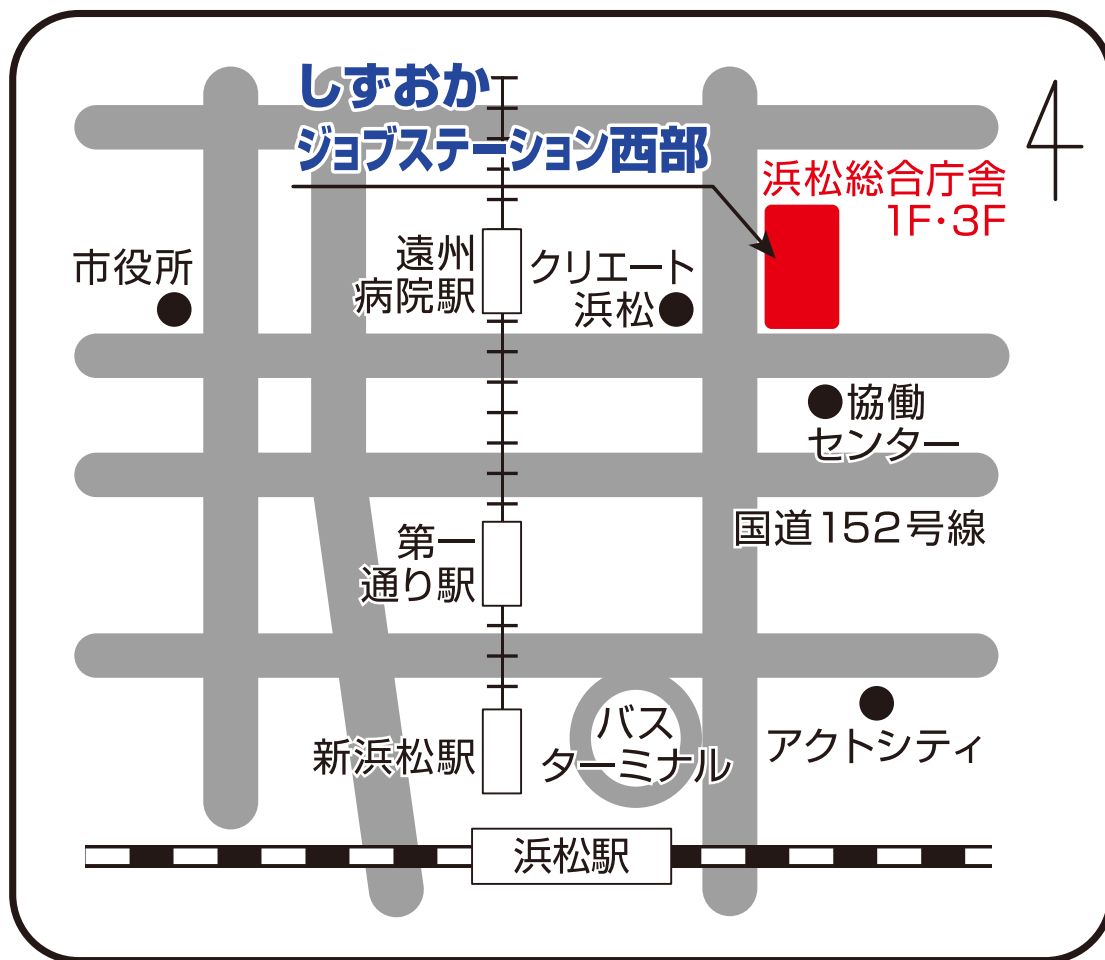 しずおか
ジョブステーション西部
浜松総合庁舎
1F・3F
市役所
遠州
病院駅
クリエート
浜松
協働
センター
国道152号線
第一
通り駅
新浜松駅
バス
ターミナル
アクトシティ
浜松駅